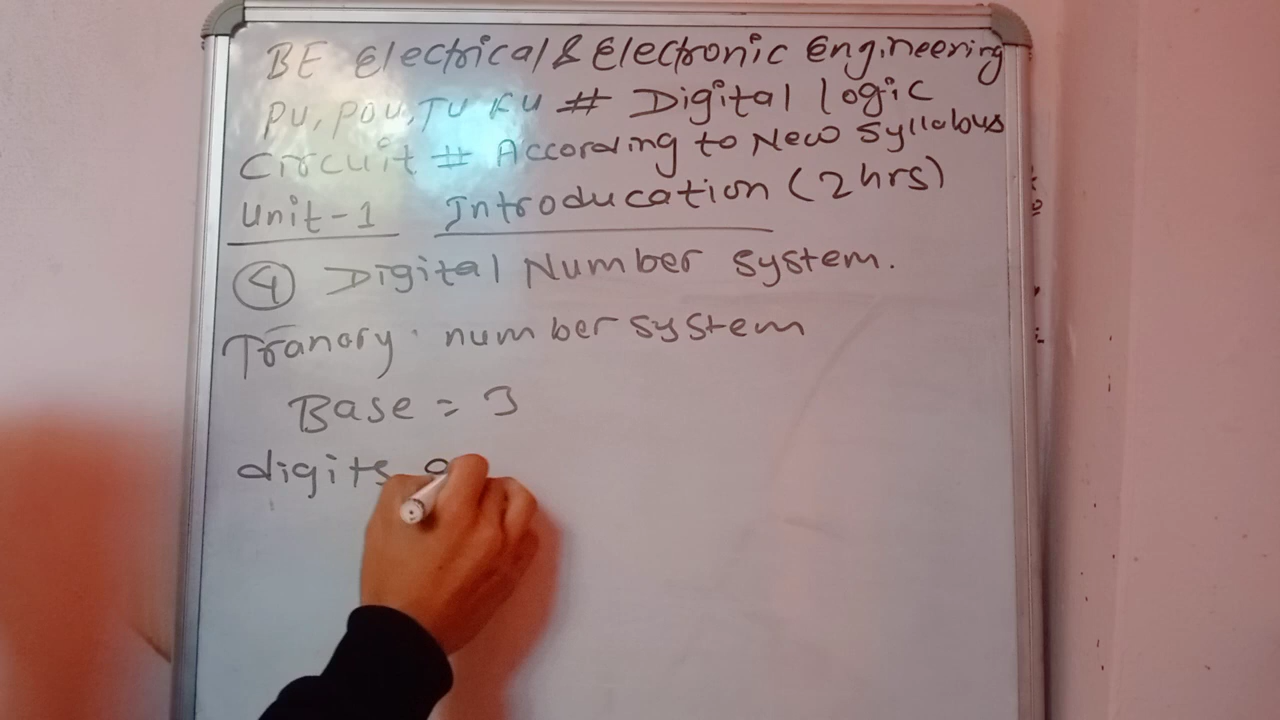 BE Electrical & Electronic Engineering
PU, POU, TU KU # Digital logic
Circuit # According to New Syllabus
Unit-1 Introducation (2hrs)
④ Digital Number system.
Tranary number system
Base = 3
digits